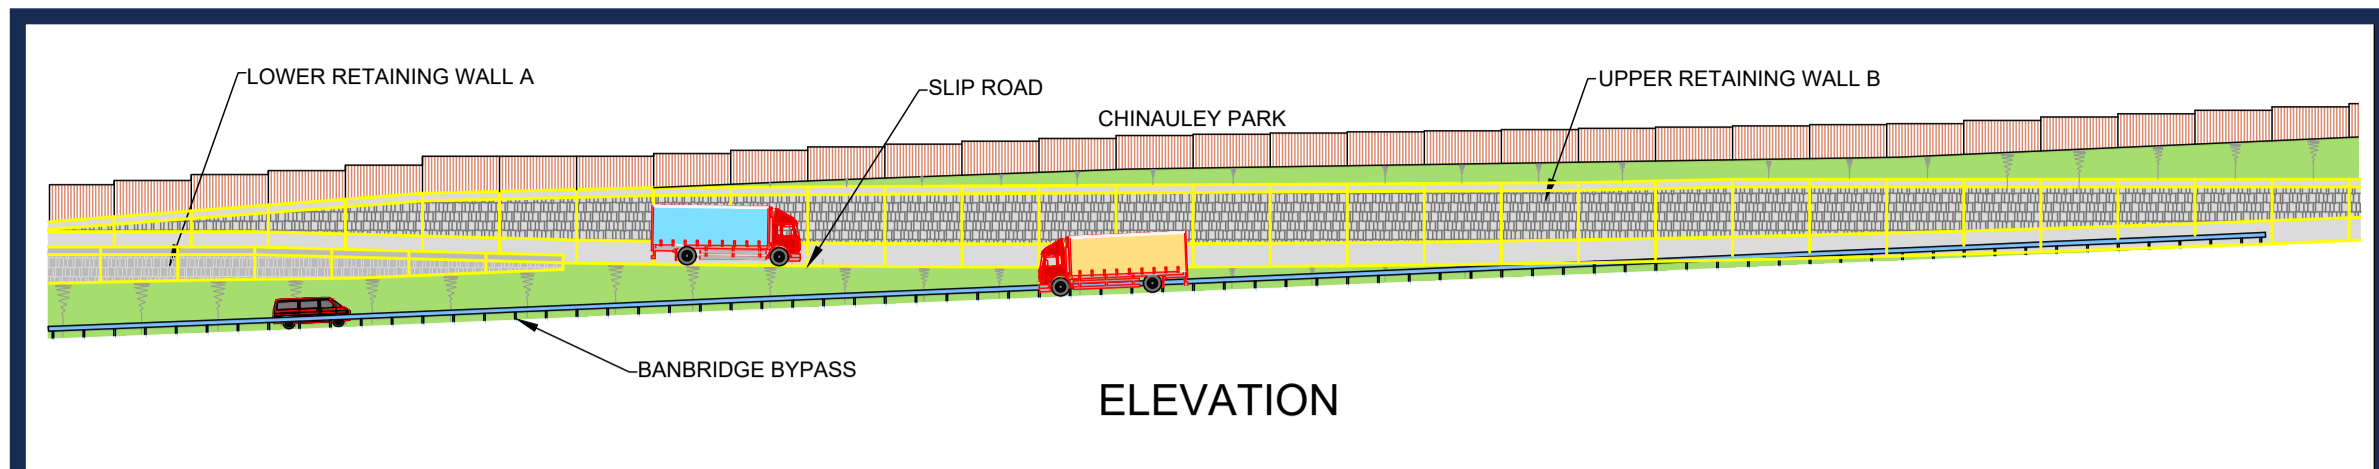 LOWER RETAINING WALL A
SLIP ROAD
UPPER RETAINING WALL B
CHINAULEY PARK
BANBRIDGE BYPASS
ELEVATION